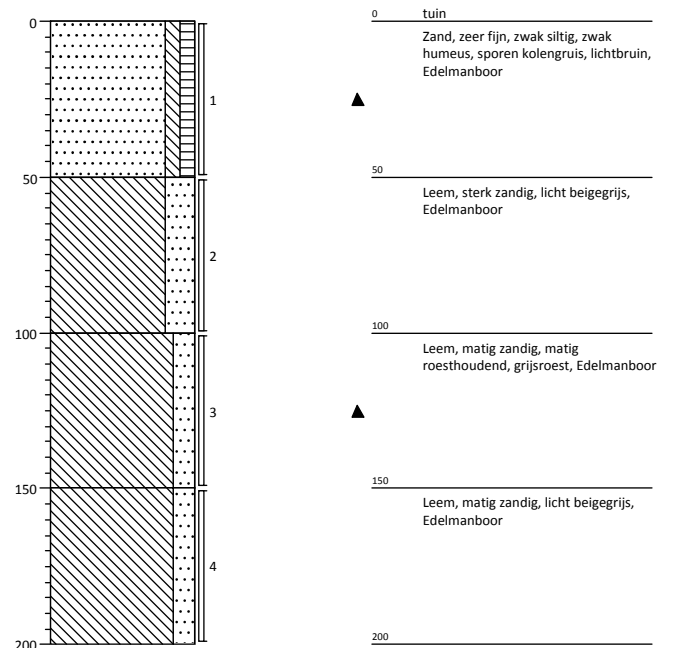 0
50
100
150
200
1
2
3
4
0 tuin
Zand, zeer fijn, zwak siltig, zwak
humeus, sporen kolengruis, lichtbruin,
Edelmanboor
50
Leem, sterk zandig, licht beigegrijs,
Edelmanboor
100
Leem, matig zandig, matig
roesthoudend, grijsroest, Edelmanboor
150
Leem, matig zandig, licht beigegrijs,
Edelmanboor
200